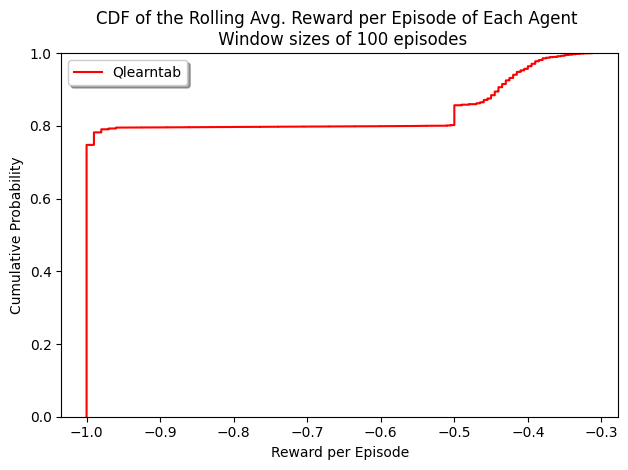 CDF of the Rolling Avg. Reward per Episode of Each Agent
Window sizes of 100 episodes
Qlearntab
1.0
0.8
0.6
0.4
0.2
0.0
Cumulative Probability
−1.0 −0.9 −0.8 −0.7 −0.6 −0.5 −0.4 −0.3
Reward per Episode